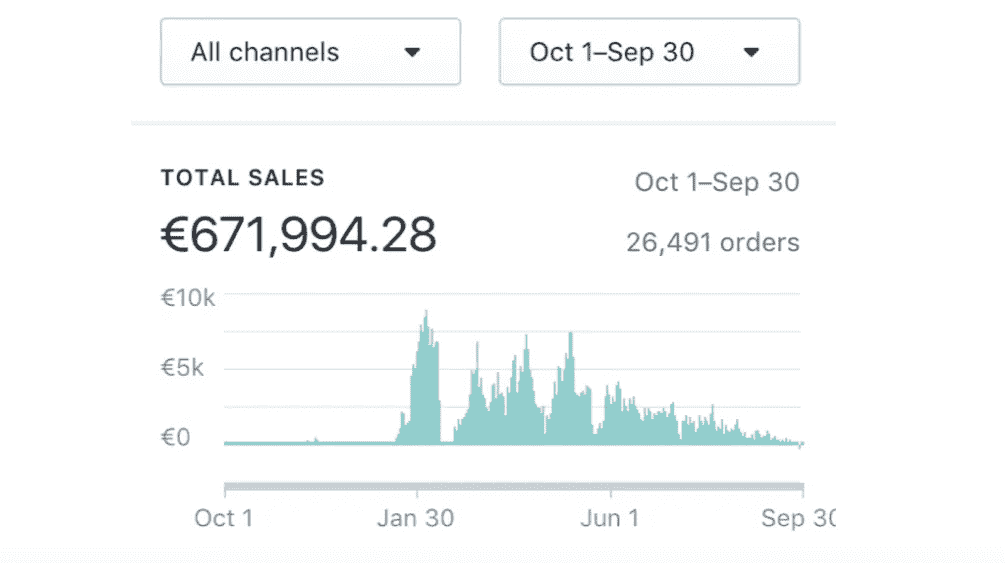 All channels
Oct 1–Sep 30
TOTAL SALES
Oct 1–Sep 30
€671,994.28
26,491 orders
€10k
€5k
€0
Oct 1
Jan 30
Jun 1
Sep 30